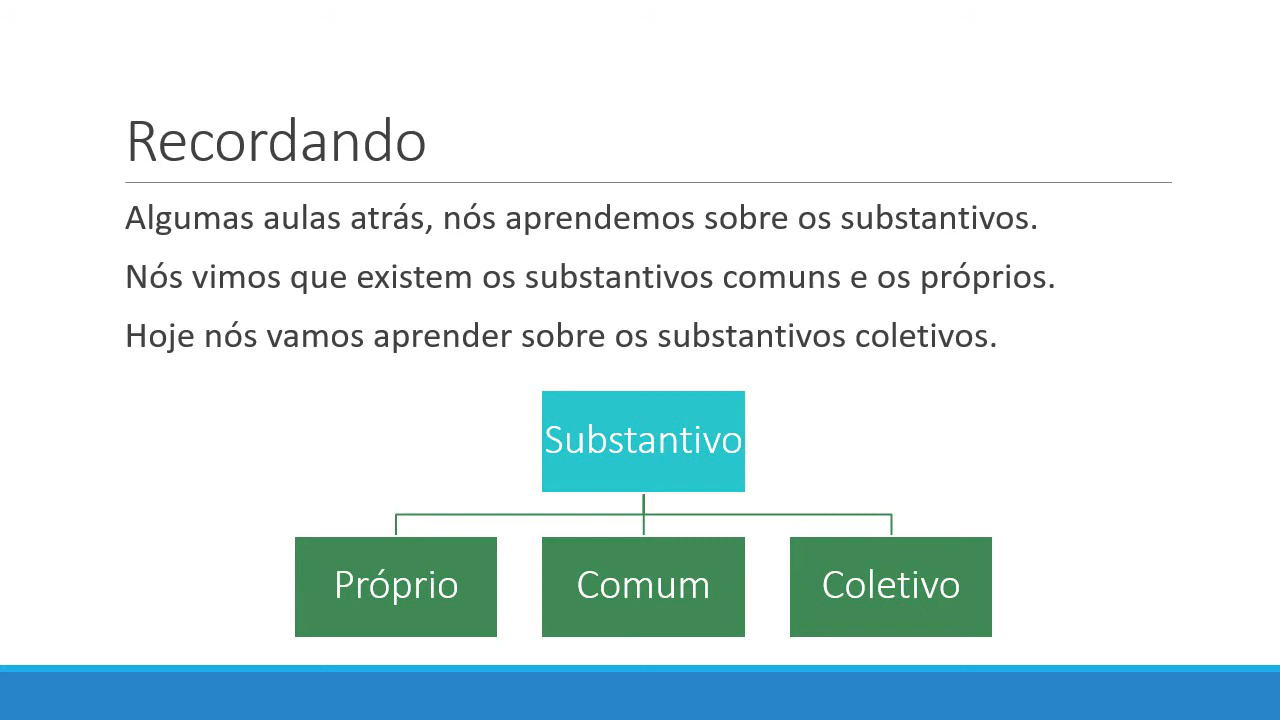 Recordando
Algumas aulas atrás, nós aprendemos sobre os substantivos.
Nós vimos que existem os substantivos comuns e os próprios.
Hoje nós vamos aprender sobre os substantivos coletivos.
Substantivo
Próprio
Comum
Coletivo